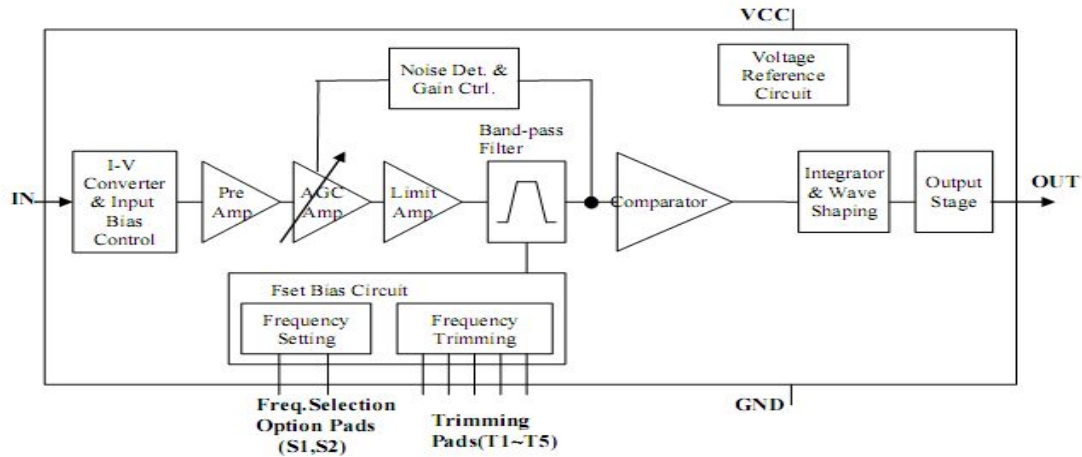 VCC
Noise Det. &
Gain Ctrl.
Voltage
Reference
Circuit
Band-pass
Filter
IN
I-V
Converter
& Input
Bias
Control
Pre
Amp
AGC
Amp
Limit
Amp
Comparator
Integrator
& Wave
Shaping
Output
Stage
OUT
Fset Bias Circuit
Frequency
Setting
Frequency
Trimming
Freq.Selection
Option Pads
(S1,S2)
Trimming
Pads(T1~T5)
GND